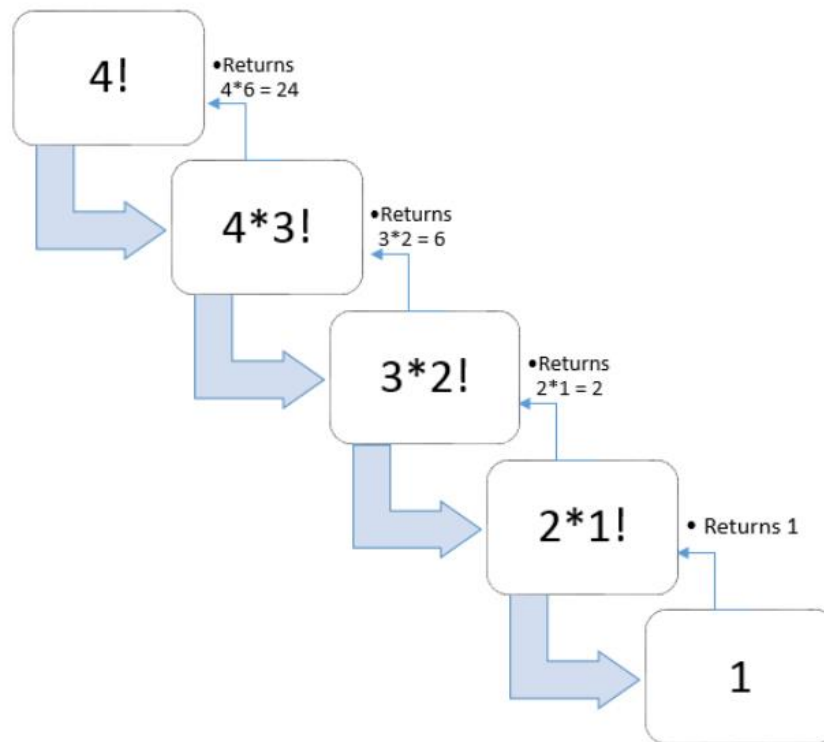 4!
•Returns
4*6 = 24
4*3!
•Returns
3*2 = 6
3*2!
•Returns
2*1 = 2
2*1!
• Returns 1
1